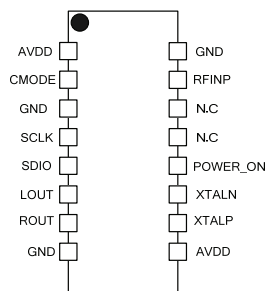 AVDD GND
CMODE RFINP
GND N.C
SCLK N.C
SDIO POWER_ON
LOUT XTALN
ROUT XTALP
GND AVDD